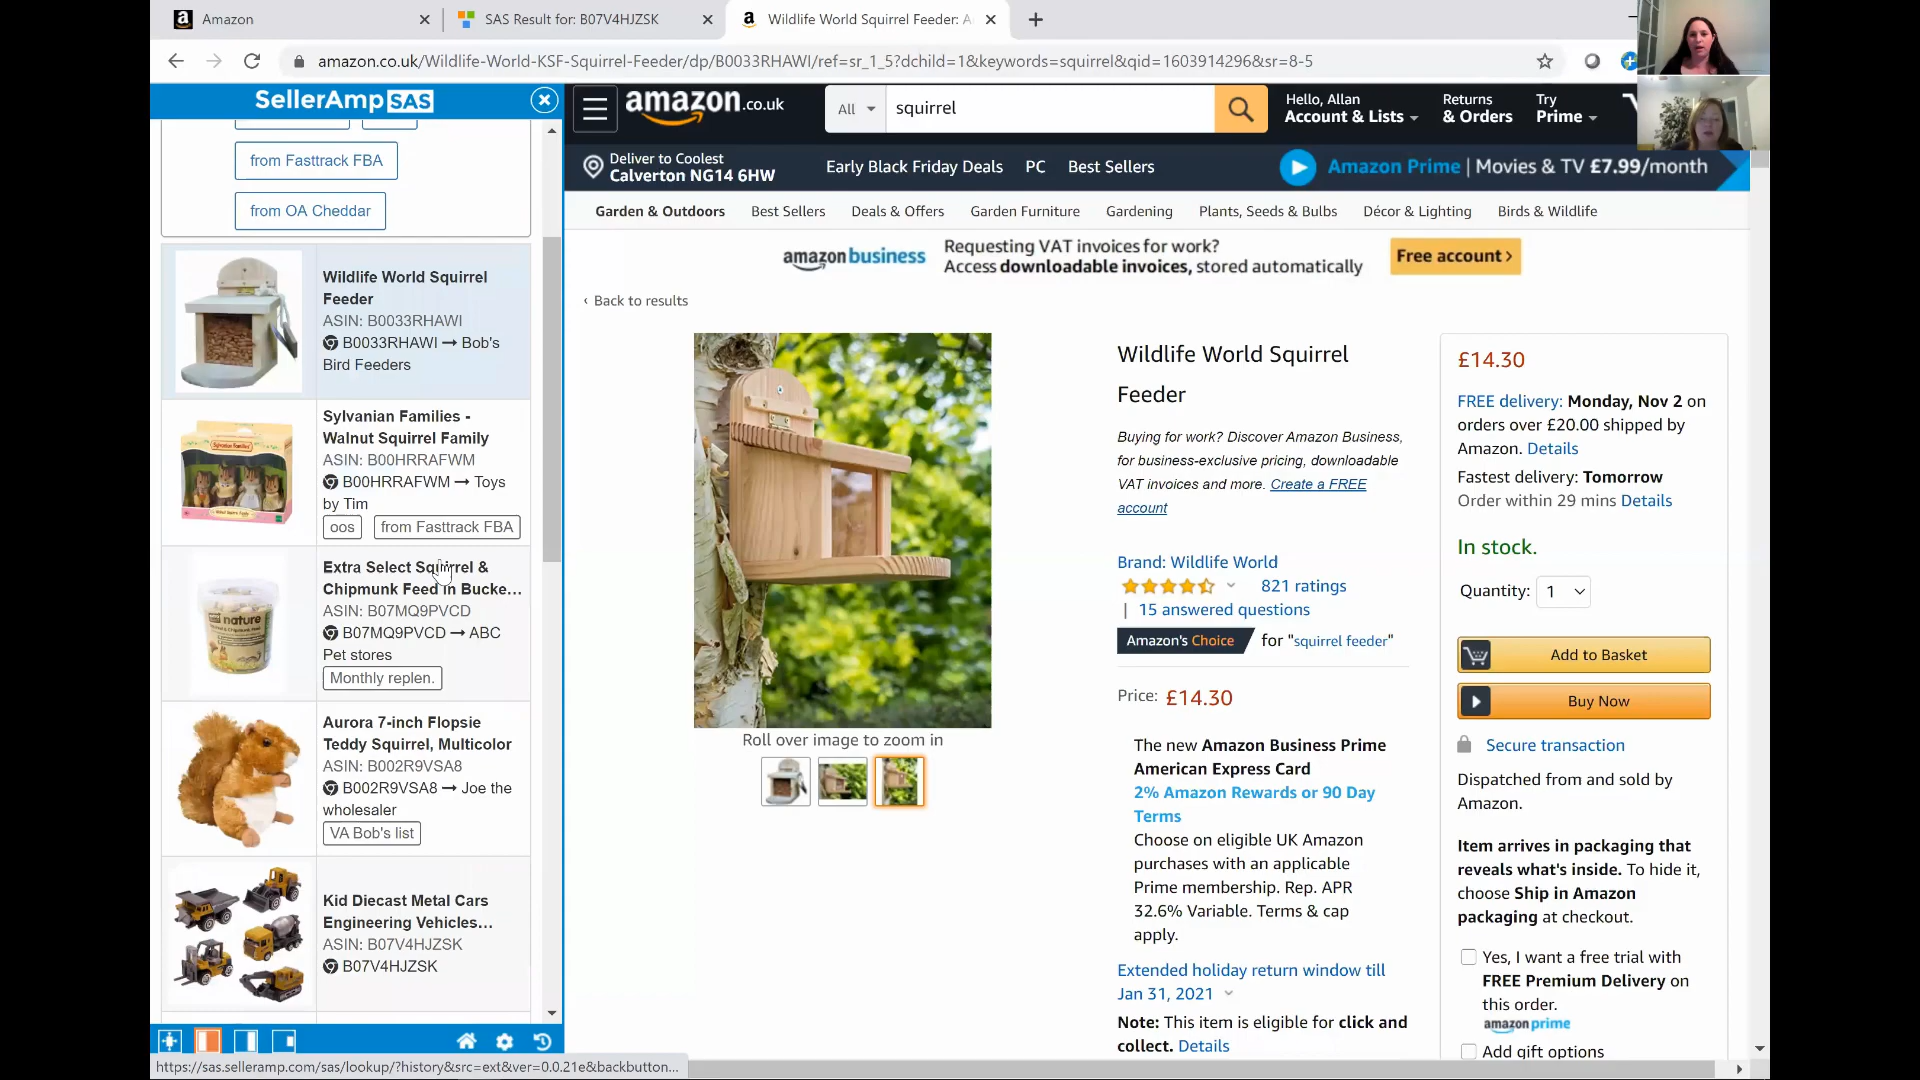 Amazon
SAS Result for: B07V4HJZSK
Wildlife World Squirrel Feeder: A
amazon.co.uk/Wildlife-World-KSF-Squirrel-Feeder/dp/B0033RHAWI/ref=sr_1_5?dchild=1&keywords=squirrel&qid=1603914296&sr=8-5
SellerAmp SAS
from Fasttrack FBA
from OA Cheddar
Wildlife World Squirrel
Feeder
ASIN: B0033RHAWI
B0033RHAWI → Bob's
Bird Feeders
Sylvanian Families -
Walnut Squirrel Family
ASIN: B00HRRAFWM
B00HRRAFWM → Toys
by Tim
oos
from Fasttrack FBA
Extra Select Squirrel &
Chipmunk Feed in Bucke...
ASIN: B07MQ9PVCD
B07MQ9PVCD → ABC
Pet stores
Monthly replen.
Aurora 7-inch Flopsie
Teddy Squirrel, Multicolor
ASIN: B002R9VSA8
B002R9VSA8 → Joe the
wholesaler
VA Bob's list
Kid Diecast Metal Cars
Engineering Vehicles...
ASIN: B07V4HJZSK
B07V4HJZSK
https://sas.selleramp.com/sas/lookup/?history&src=ext&ver=0.0.21e&backbutton...
amazon.co.uk
All
squirrel
Hello, Allan
Account & Lists
Returns
& Orders
Try
Prime
Deliver to Coolest
Calverton NG14 6HW
Early Black Friday Deals
PC
Best Sellers
Amazon Prime | Movies & TV £7.99/month
Garden & Outdoors
Best Sellers
Deals & Offers
Garden Furniture
Gardening
Plants, Seeds & Bulbs
Décor & Lighting
Birds & Wildlife
amazon business
Requesting VAT invoices for work?
Access downloadable invoices, stored automatically
Free account ›
‹ Back to results
Roll over image to zoom in
Wildlife World Squirrel
Feeder
Buying for work? Discover Amazon Business,
for business-exclusive pricing, downloadable
VAT invoices and more. Create a FREE
account
Brand: Wildlife World
821 ratings
| 15 answered questions
Amazon's Choice for "squirrel feeder"
Price: £14.30
The new Amazon Business Prime
American Express Card
2% Amazon Rewards or 90 Day
Terms
Choose on eligible UK Amazon
purchases with an applicable
Prime membership. Rep. APR
32.6% Variable. Terms & cap
apply.
Extended holiday return window till
Jan 31, 2021
Note: This item is eligible for click and
collect. Details
£14.30
FREE delivery: Monday, Nov 2 on
orders over £20.00 shipped by
Amazon. Details
Fastest delivery: Tomorrow
Order within 29 mins Details
In stock.
Quantity: 1
Add to Basket
Buy Now
Secure transaction
Dispatched from and sold by
Amazon.
Item arrives in packaging that
reveals what's inside. To hide it,
choose Ship in Amazon
packaging at checkout.
Yes, I want a free trial with
FREE Premium Delivery on
this order.
amazon prime
Add gift options